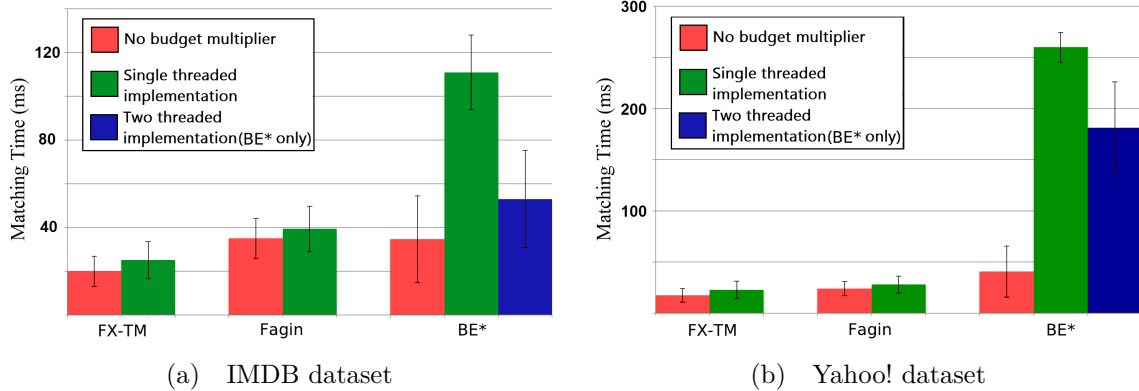 120
80
40
Matching Time (ms)
No budget multiplier
Single threaded
implementation
Two threaded
implementation(BE* only)
FX-TM
Fagin
BE*
(a) IMDB dataset
300
200
100
Matching Time (ms)
No budget multiplier
Single threaded
implementation
Two threaded
implementation(BE* only)
FX-TM
Fagin
BE*
(b) Yahoo! dataset